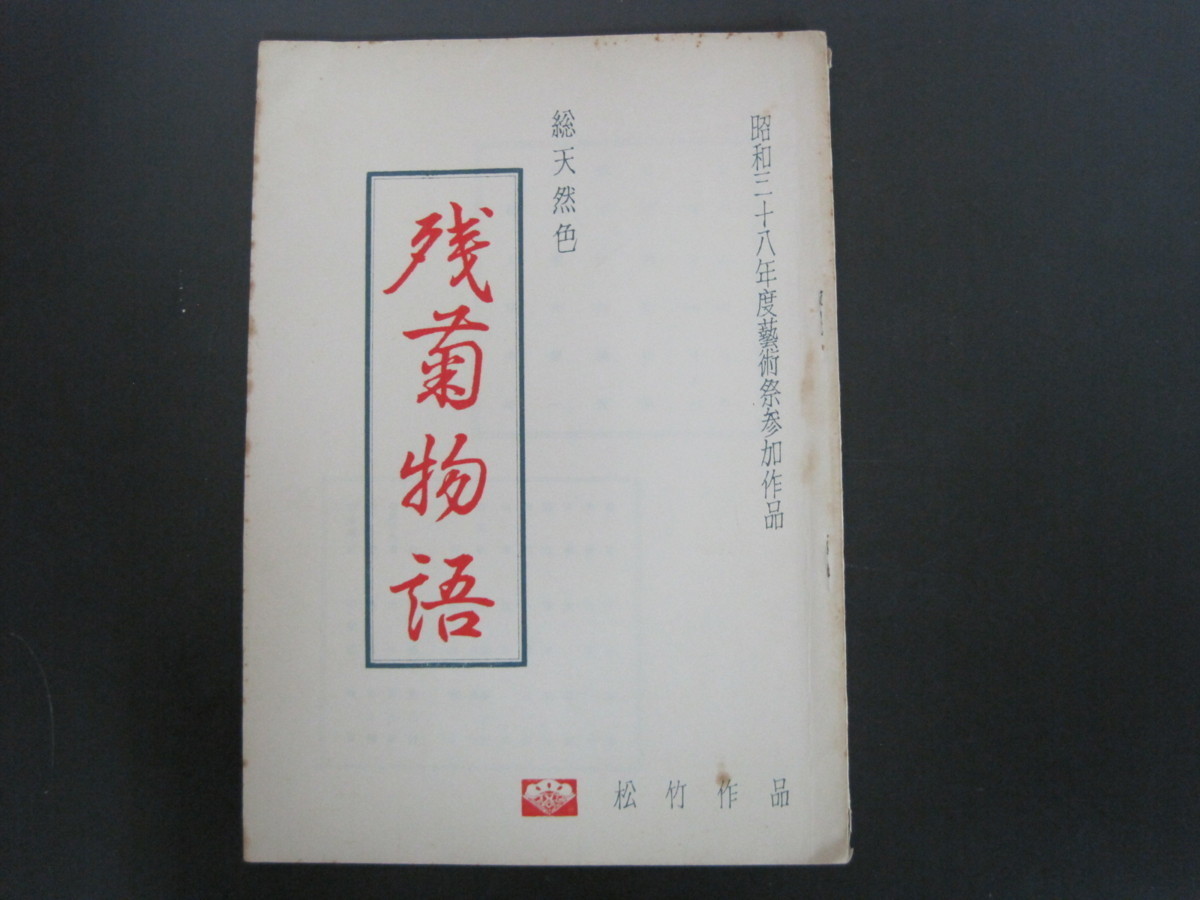 昭和三十八年度藝術祭参加作品
総天然色
残菊物語
松竹作品